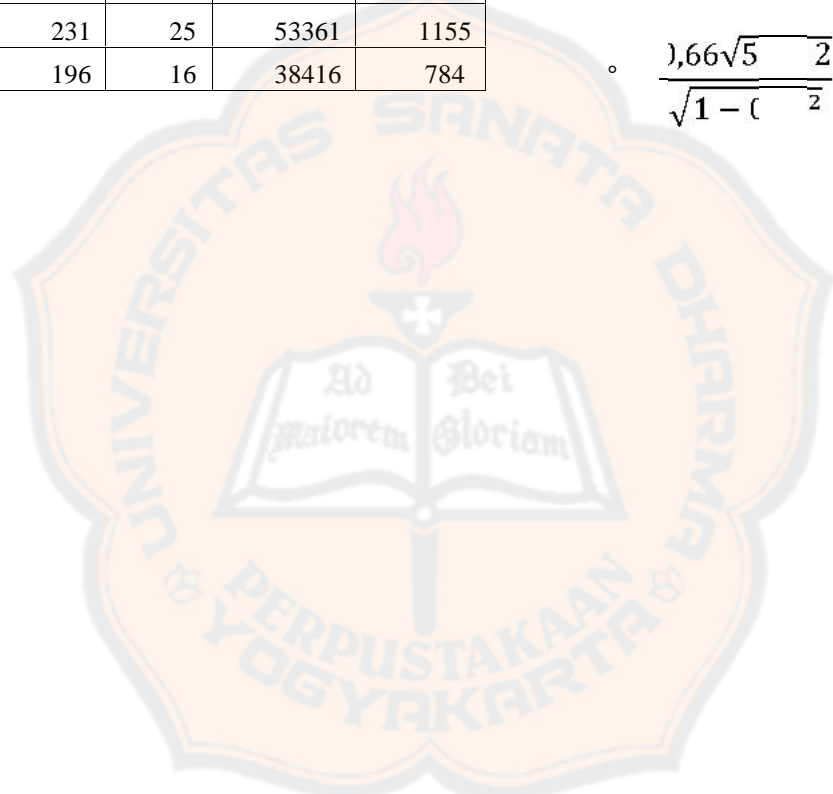 231 25 53361 1155
196 16 38416 784
,66√5 2
√1 − ( 2
UNIVERSITAS SANATA DHARMA
Ad Dei
Maiorem Gloriam
PERPUSTAKAAN
YOGYAKARTA